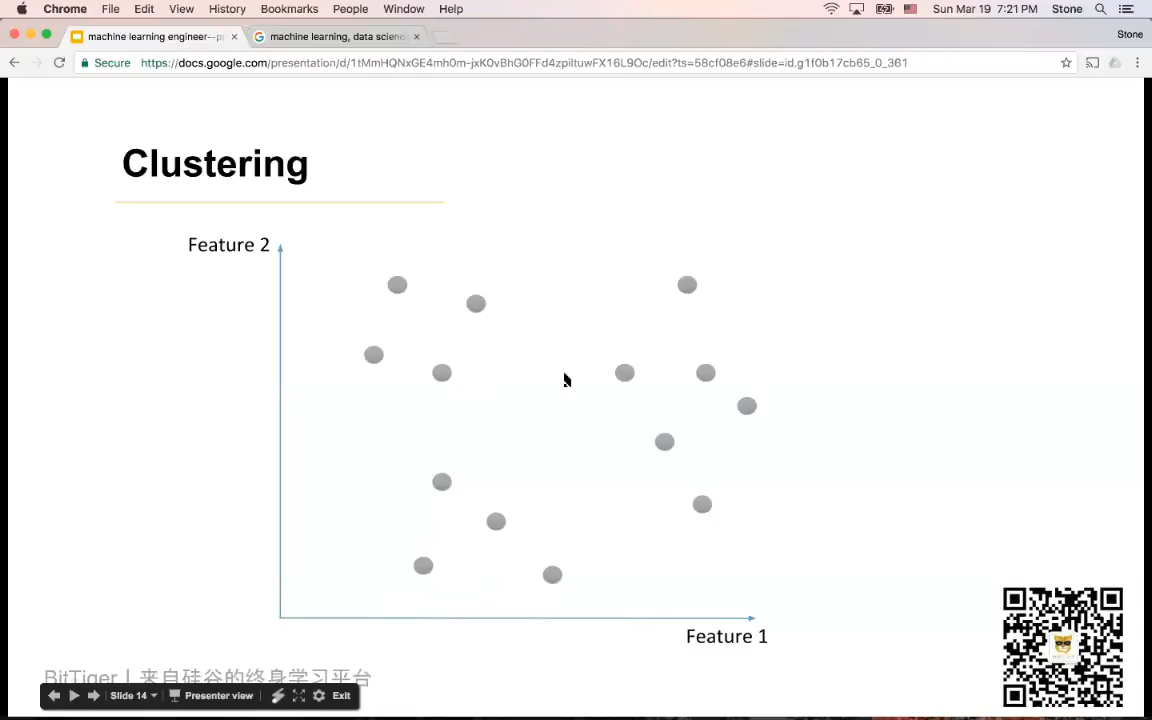 Chrome File Edit View History Bookmarks People Window Help Sun Mar 19 7:21 PM Stone
machine learning engineer--p machine learning, data scienc Stone
Secure https://docs.google.com/presentation/d/1tMmHQNxGE4mh0m-jxK0vBhG0FFd4zpiltuwFX16L9Oc/edit?ts=58cf08e6#slide=id.g1f0b17cb65_0_361
Clustering
Feature 2
Feature 1
BitTiger | 来自硅谷的终身学习平台
Slide 14 Presenter view Exit